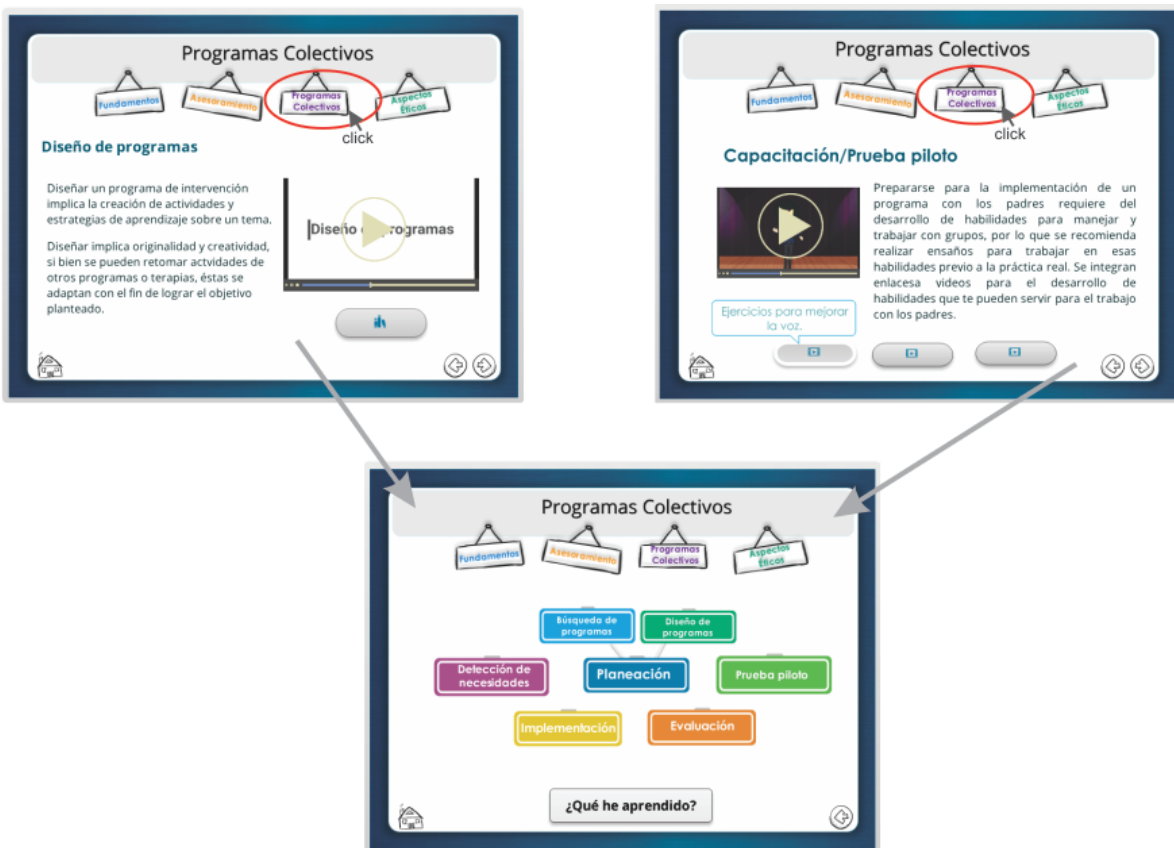 Programas Colectivos
Fundamentos
Asesoramiento
Programas
Colectivos
Aspectos
Éticos
click
Diseño de programas
Diseñar un programa de intervención
implica la creación de actividades y
estrategias de aprendizaje sobre un tema.
Diseñar implica originalidad y creatividad,
si bien se pueden retomar actvidades de
otros programas o terapias, éstas se
adaptan con el fin de lograr el objetivo
planteado.
Diseño de programas
Programas Colectivos
Fundamentos
Asesoramiento
Programas
Colectivos
Aspectos
Éticos
click
Capacitación/Prueba piloto
Prepararse para la implementación de un
programa con los padres requiere del
desarrollo de habilidades para manejar y
trabajar con grupos, por lo que se recomienda
realizar ensaños para trabajar en esas
habilidades previo a la práctica real. Se integran
enlacesa videos para el desarrollo de
habilidades que te pueden servir para el trabajo
con los padres.
Ejercicios para mejorar
la voz.
Programas Colectivos
Fundamentos
Asesoramiento
Programas
Colectivos
Aspectos
Éticos
Búsqueda de
programas
Diseño de
programas
Detección de
necesidades
Planeación
Prueba piloto
Implementación
Evaluación
¿Qué he aprendido?